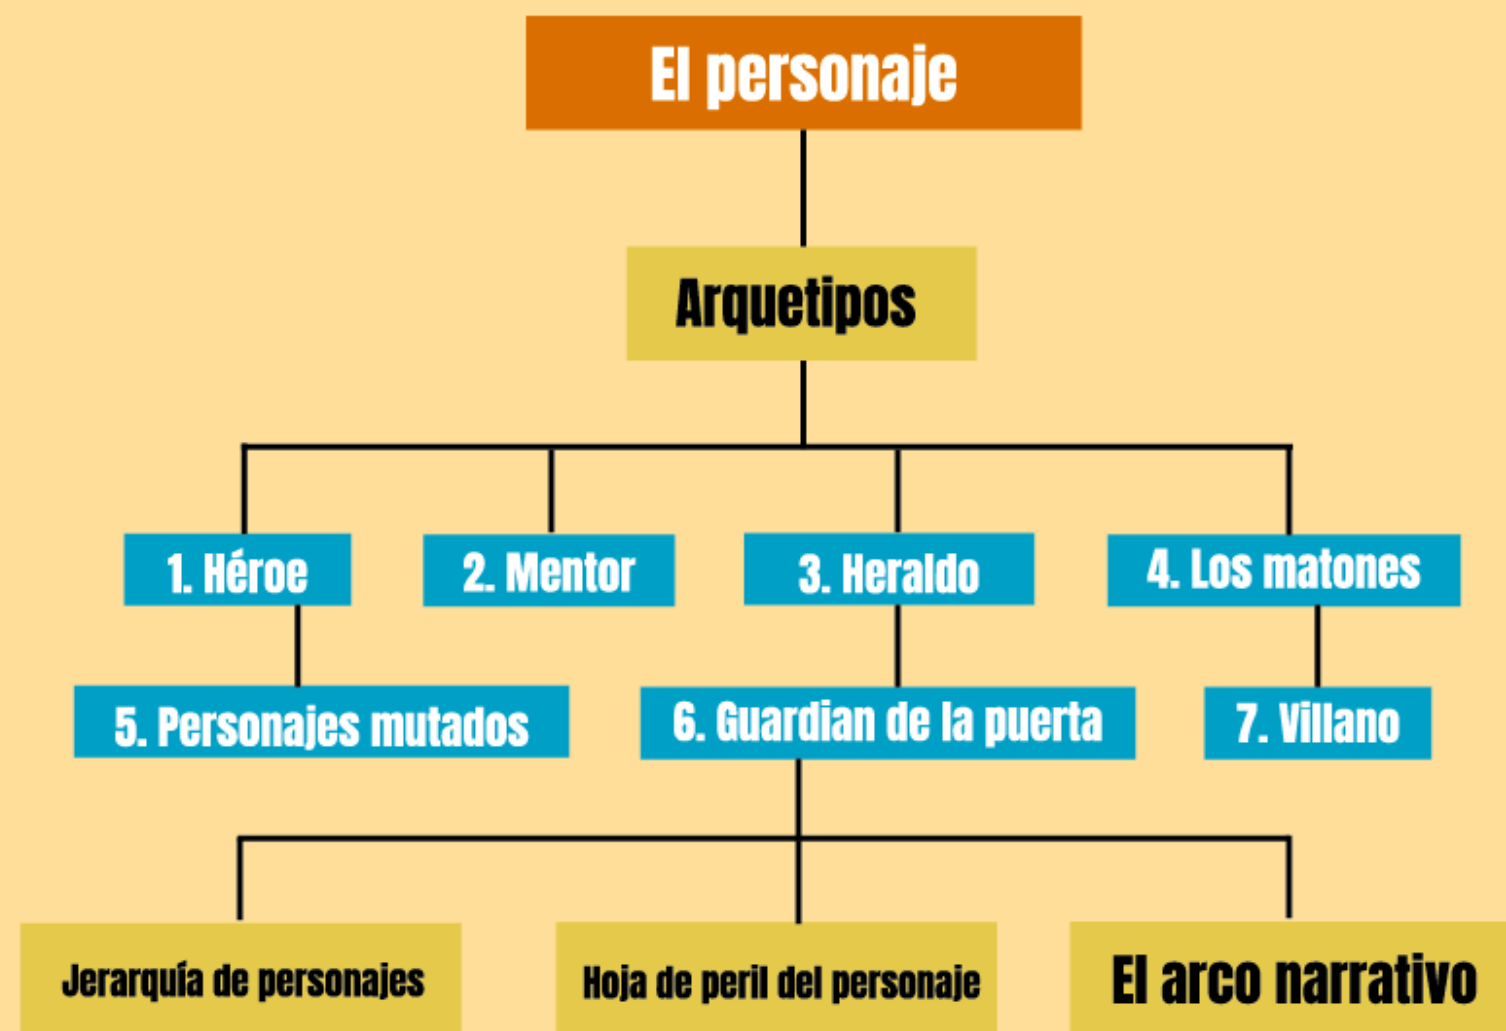 El personaje
Arquetipos
1. Héroe
2. Mentor
3. Heraldo
4. Los matones
5. Personajes mutados
6. Guardian de la puerta
7. Villano
Jerarquía de personajes
Hoja de peril del personaje
El arco narrativo